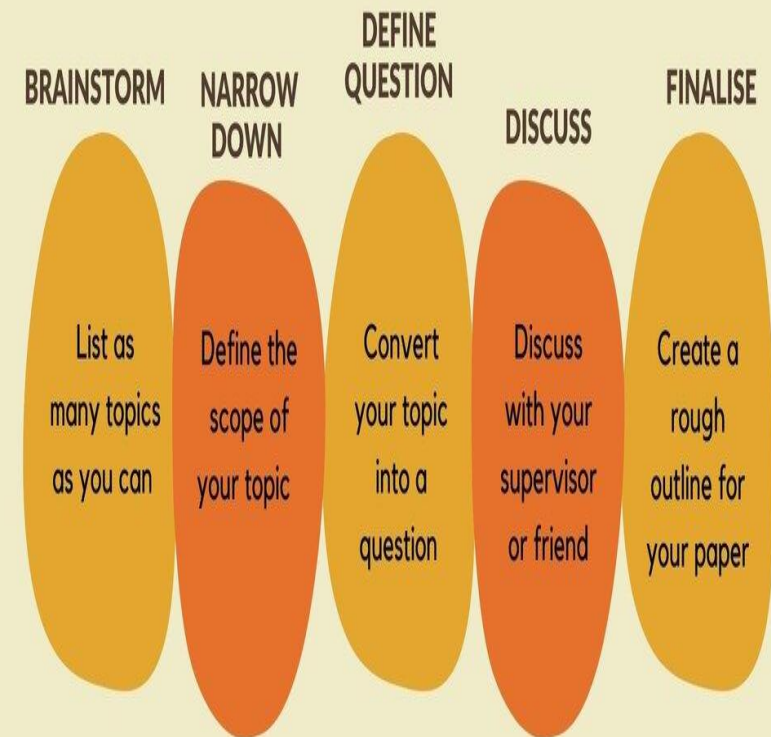 BRAINSTORM
List as
many topics
as you can
NARROW
DOWN
Define the
scope of
your topic
DEFINE
QUESTION
Convert
your topic
into a
question
DISCUSS
Discuss
with your
supervisor
or friend
FINALISE
Create a
rough
outline for
your paper